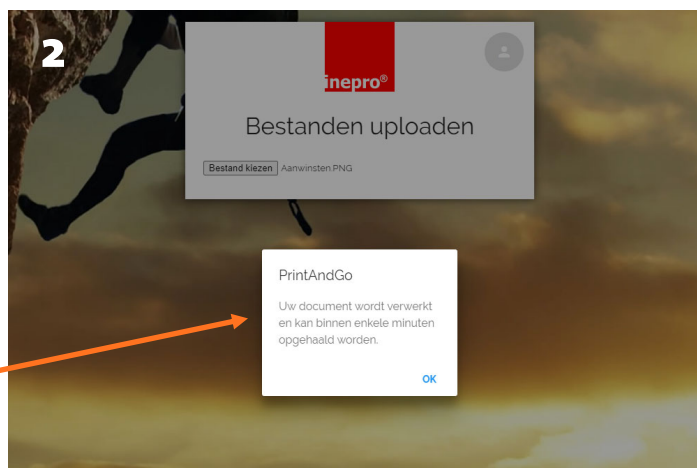 2
inepro®
Bestanden uploaden
Bestand kiezen Aanwinsten.PNG
PrintAndGo
Uw document wordt verwerkt
en kan binnen enkele minuten
opgehaald worden.
OK